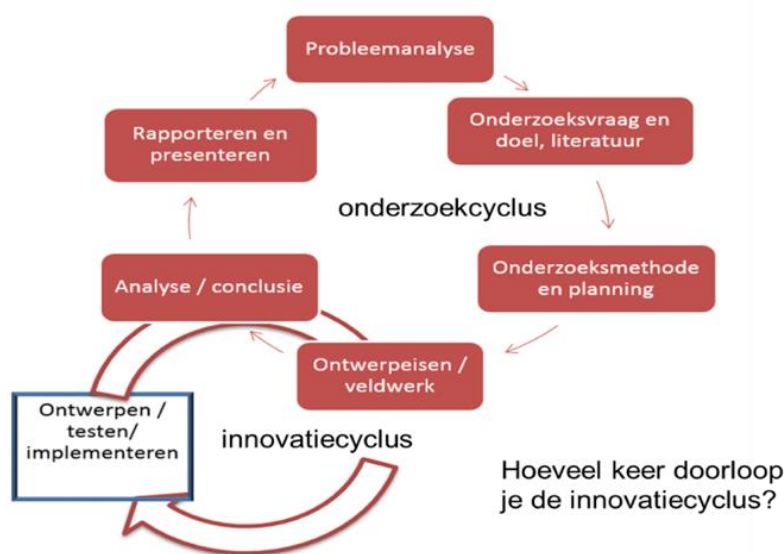 Probleemanalyse
Onderzoeksvraag en
doel, literatuur
Rapporteren en
presenteren
onderzoekcyclus
Onderzoeksmethode
en planning
Analyse / conclusie
Ontwerpeisen /
veldwerk
Ontwerpen /
testen/
implementeren
innovatiecyclus
Hoeveel keer doorloop
je de innovatiecyclus?